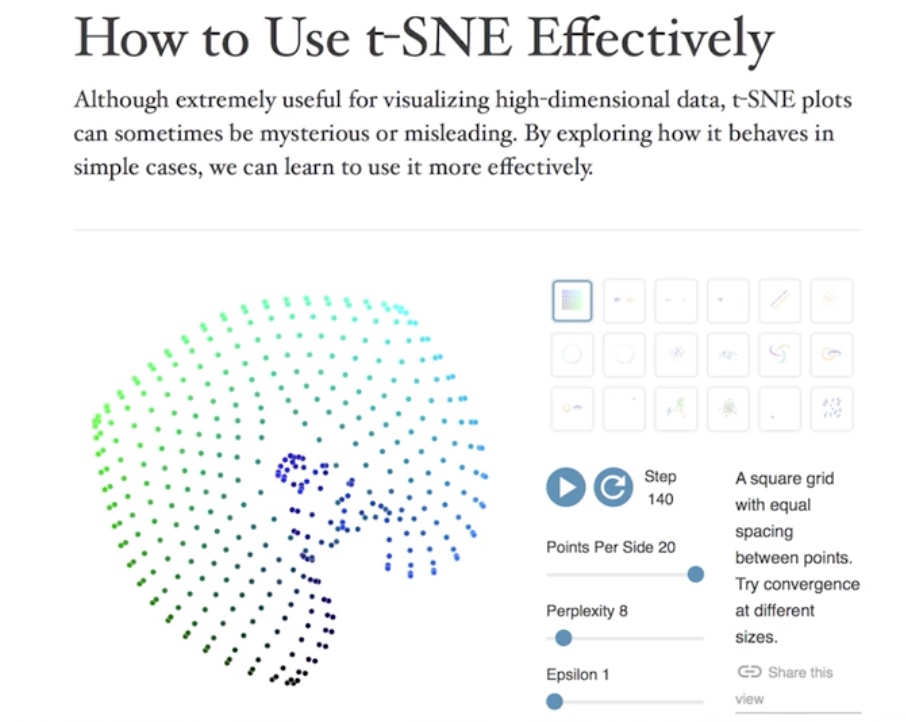 How to Use t-SNE Effectively
Although extremely useful for visualizing high-dimensional data, t-SNE plots
can sometimes be mysterious or misleading. By exploring how it behaves in
simple cases, we can learn to use it more effectively.
Step
140
Points Per Side 20
Perplexity 8
Epsilon 1
A square grid
with equal
spacing
between points.
Try convergence
at different
sizes.
Share this
view